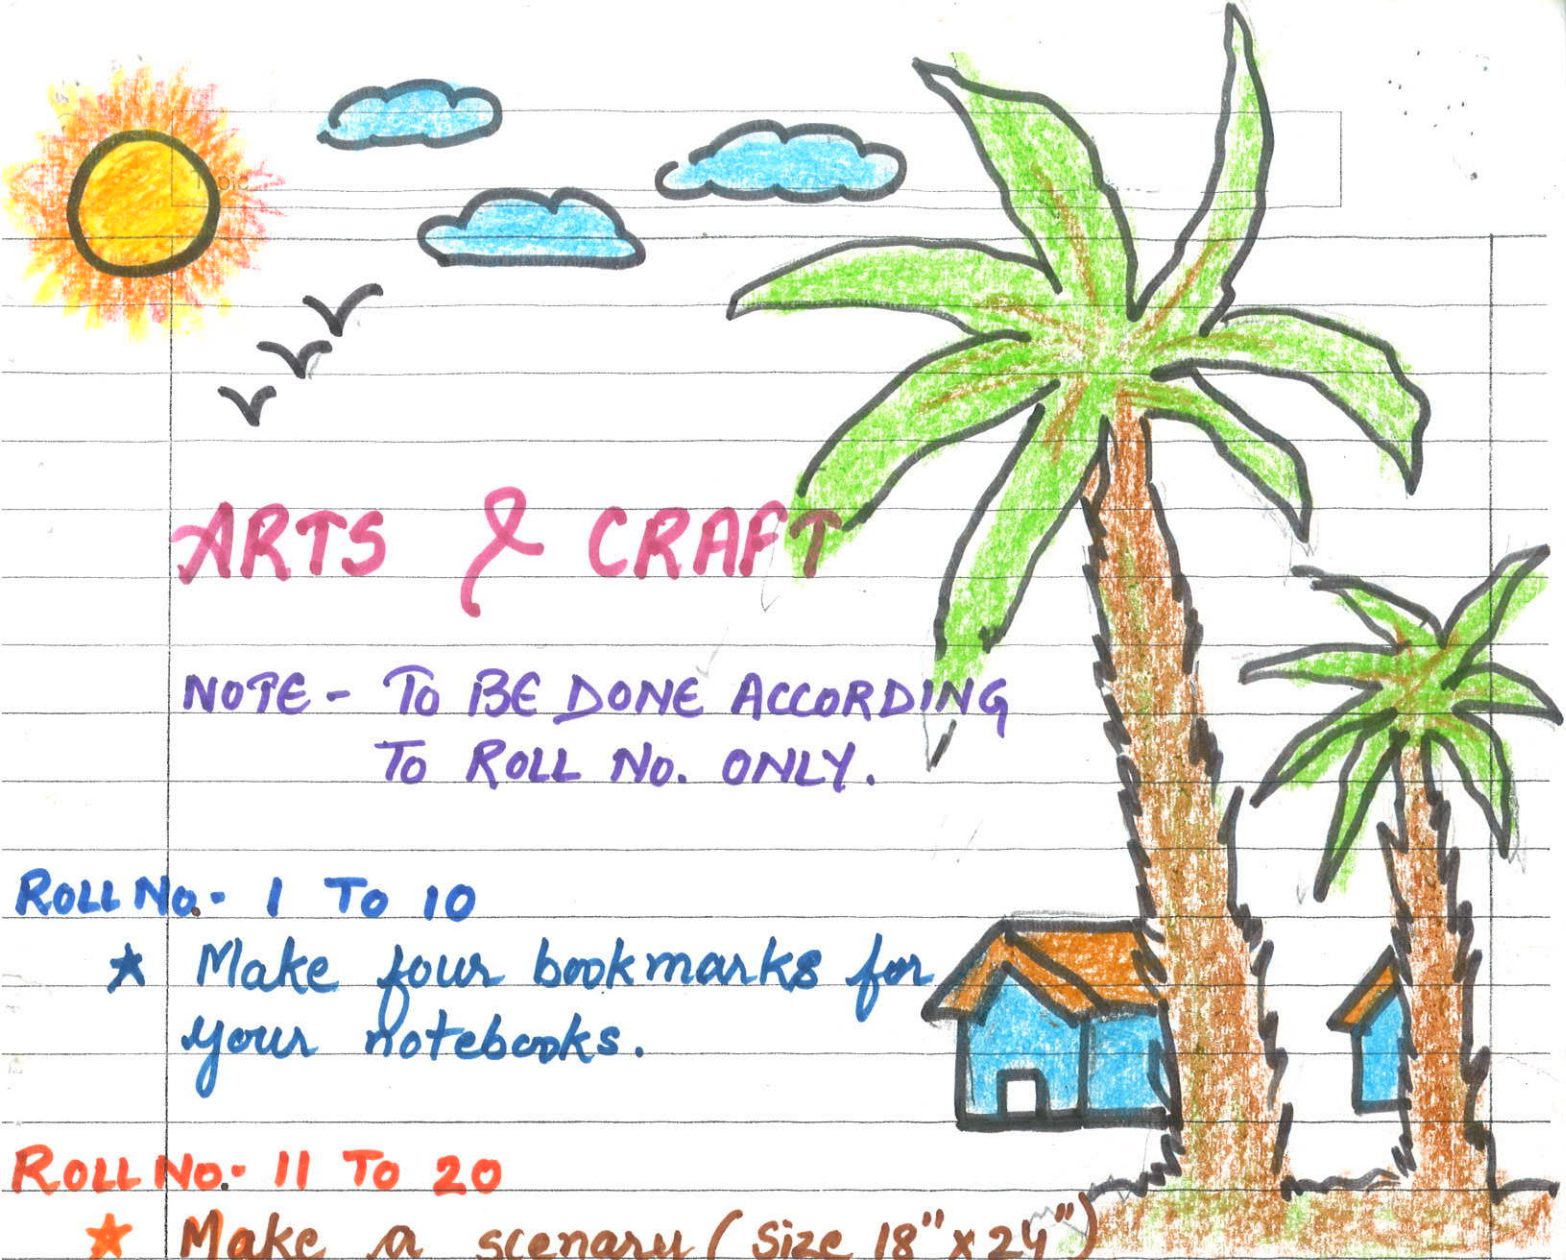 ARTS & CRAFT
NOTE - TO BE DONE ACCORDING
TO ROLL No. ONLY.
ROLL No.- 1 TO 10
★ Make four bookmarks for
your notebooks.
ROLL No.- 11 TO 20
★ Make a scenary (size 18" x 24")